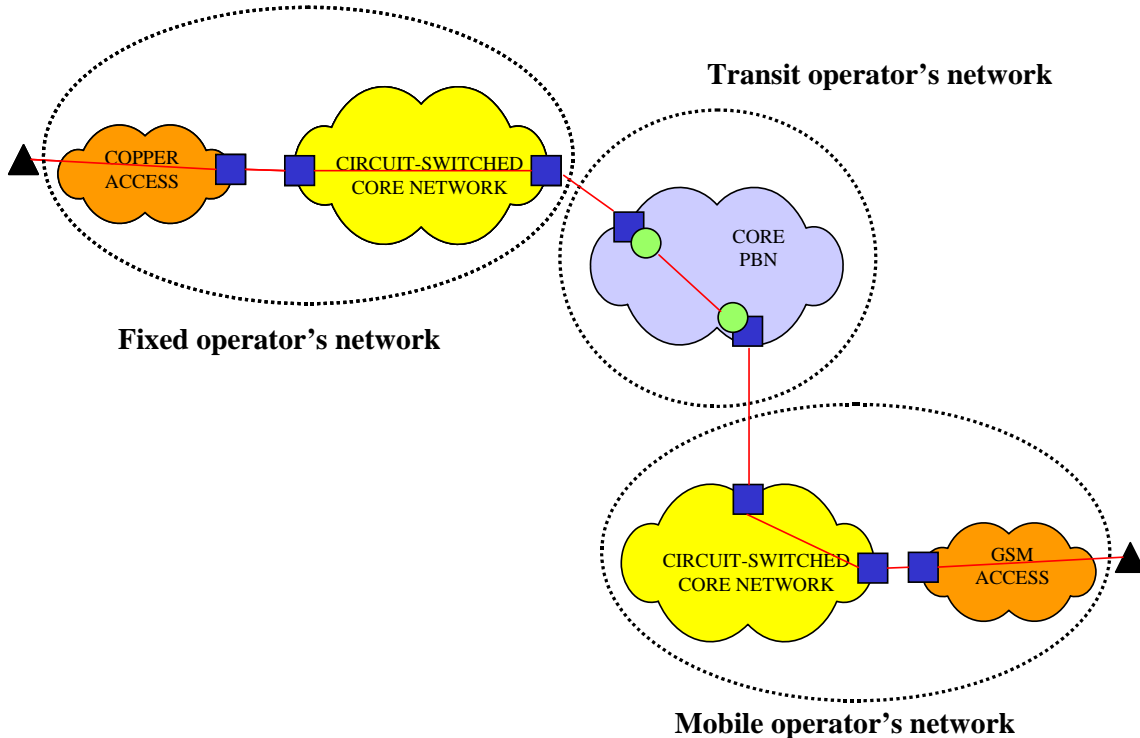 Transit operator's network
COPPER
ACCESS
CIRCUIT-SWITCHED
CORE NETWORK
CORE
PBN
Fixed operator's network
CIRCUIT-SWITCHED
CORE NETWORK
GSM
ACCESS
Mobile operator's network